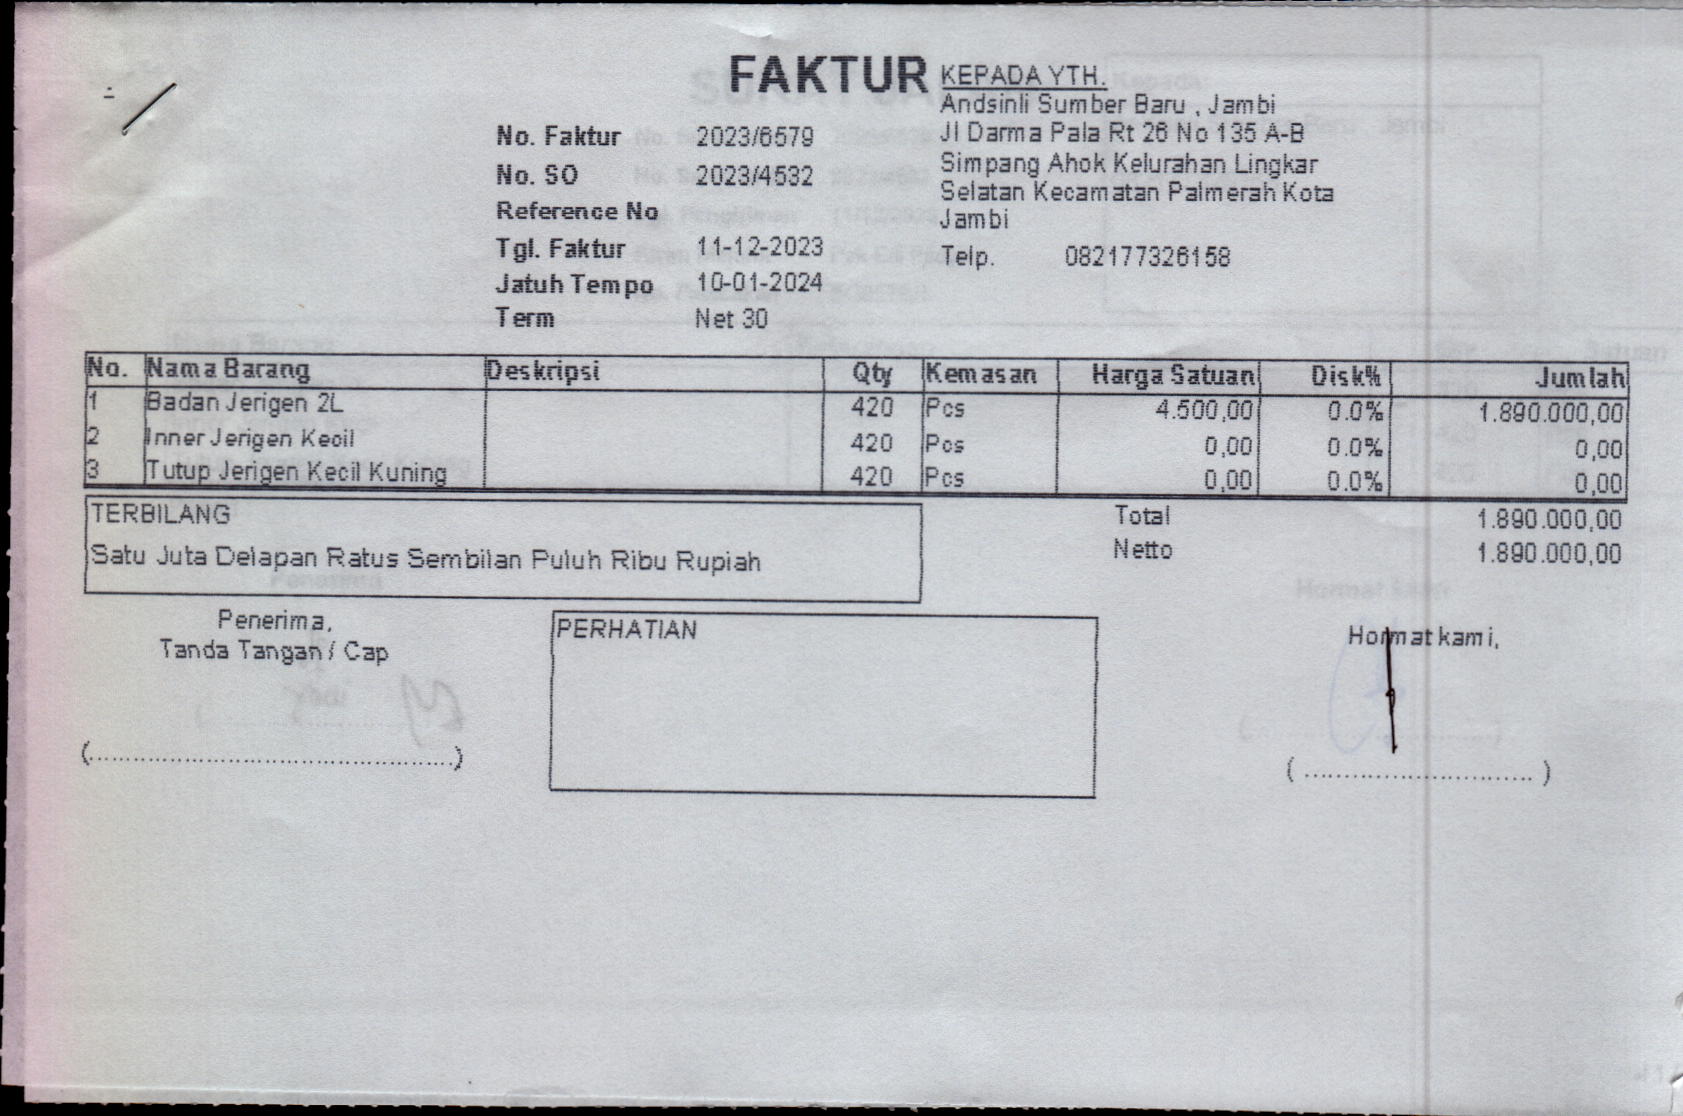 FAKTUR
No. Faktur 2023/6579
No. SO 2023/4532
Reference No
Tgl. Faktur 11-12-2023
Jatuh Tempo 10-01-2024
Term Net 30
KEPADA YTH.
Andsinli Sumber Baru , Jambi
Jl Darma Pala Rt 26 No 135 A-B
Simpang Ahok Kelurahan Lingkar
Selatan Kecamatan Palmerah Kota
Jambi
Telp. 082177326158
No. Nama Barang Deskripsi Qty Kemasan Harga Satuan Disk% Jumlah
1 Badan Jerigen 2L 420 Pcs 4.500,00 0.0% 1.890.000,00
2 Inner Jerigen Kecil 420 Pcs 0,00 0.0% 0,00
3 Tutup Jerigen Kecil Kuning 420 Pcs 0,00 0.0% 0,00
TERBILANG
Satu Juta Delapan Ratus Sembilan Puluh Ribu Rupiah
Total 1.890.000,00
Netto 1.890.000,00
Penerima,
Tanda Tangan / Cap
(................................................)
PERHATIAN
Hormat kami,
( ............................. )